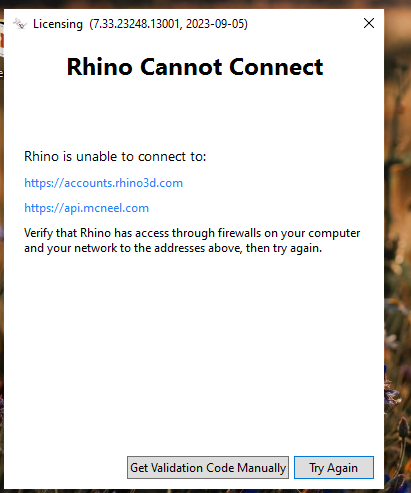 Licensing (7.33.23248.13001, 2023-09-05)
Rhino Cannot Connect
Rhino is unable to connect to:
https://accounts.rhino3d.com
https://api.mcneel.com
Verify that Rhino has access through firewalls on your computer
and your network to the addresses above, then try again.
Get Validation Code Manually
Try Again